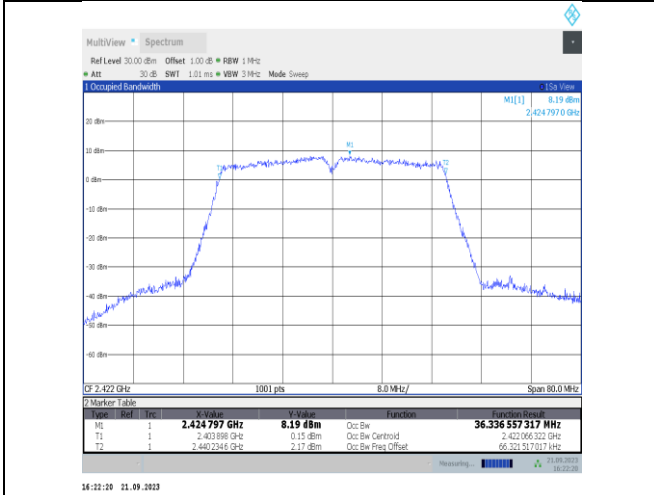 MultiView Spectrum
Ref Level 30.00 dBm Offset 1.00 dB RBW 1 MHz
Att 30 dB SWT 1.01 ms VBW 3 MHz Mode Sweep
1 Occupied Bandwidth 1Sa View
M1[1] 8.19 dBm
2.4247970 GHz
20 dBm
M1
10 dBm
T1 T2
0 dBm
-10 dBm
-20 dBm
-30 dBm
-40 dBm
-50 dBm
-60 dBm
CF 2.422 GHz 1001 pts 8.0 MHz/ Span 80.0 MHz
2 Marker Table
Type Ref Trc X-Value Y-Value Function Function Result
M1 1 2.424 797 GHz 8.19 dBm Occ Bw 36.336 557 317 MHz
T1 1 2.403 898 GHz 0.15 dBm Occ Bw Centroid 2.422 066 322 GHz
T2 1 2.440 234 6 GHz 2.17 dBm Occ Bw Freq Offset 66.321 517 017 kHz
Measuring... 21.09.2023
16:22:20
16:22:20 21.09.2023